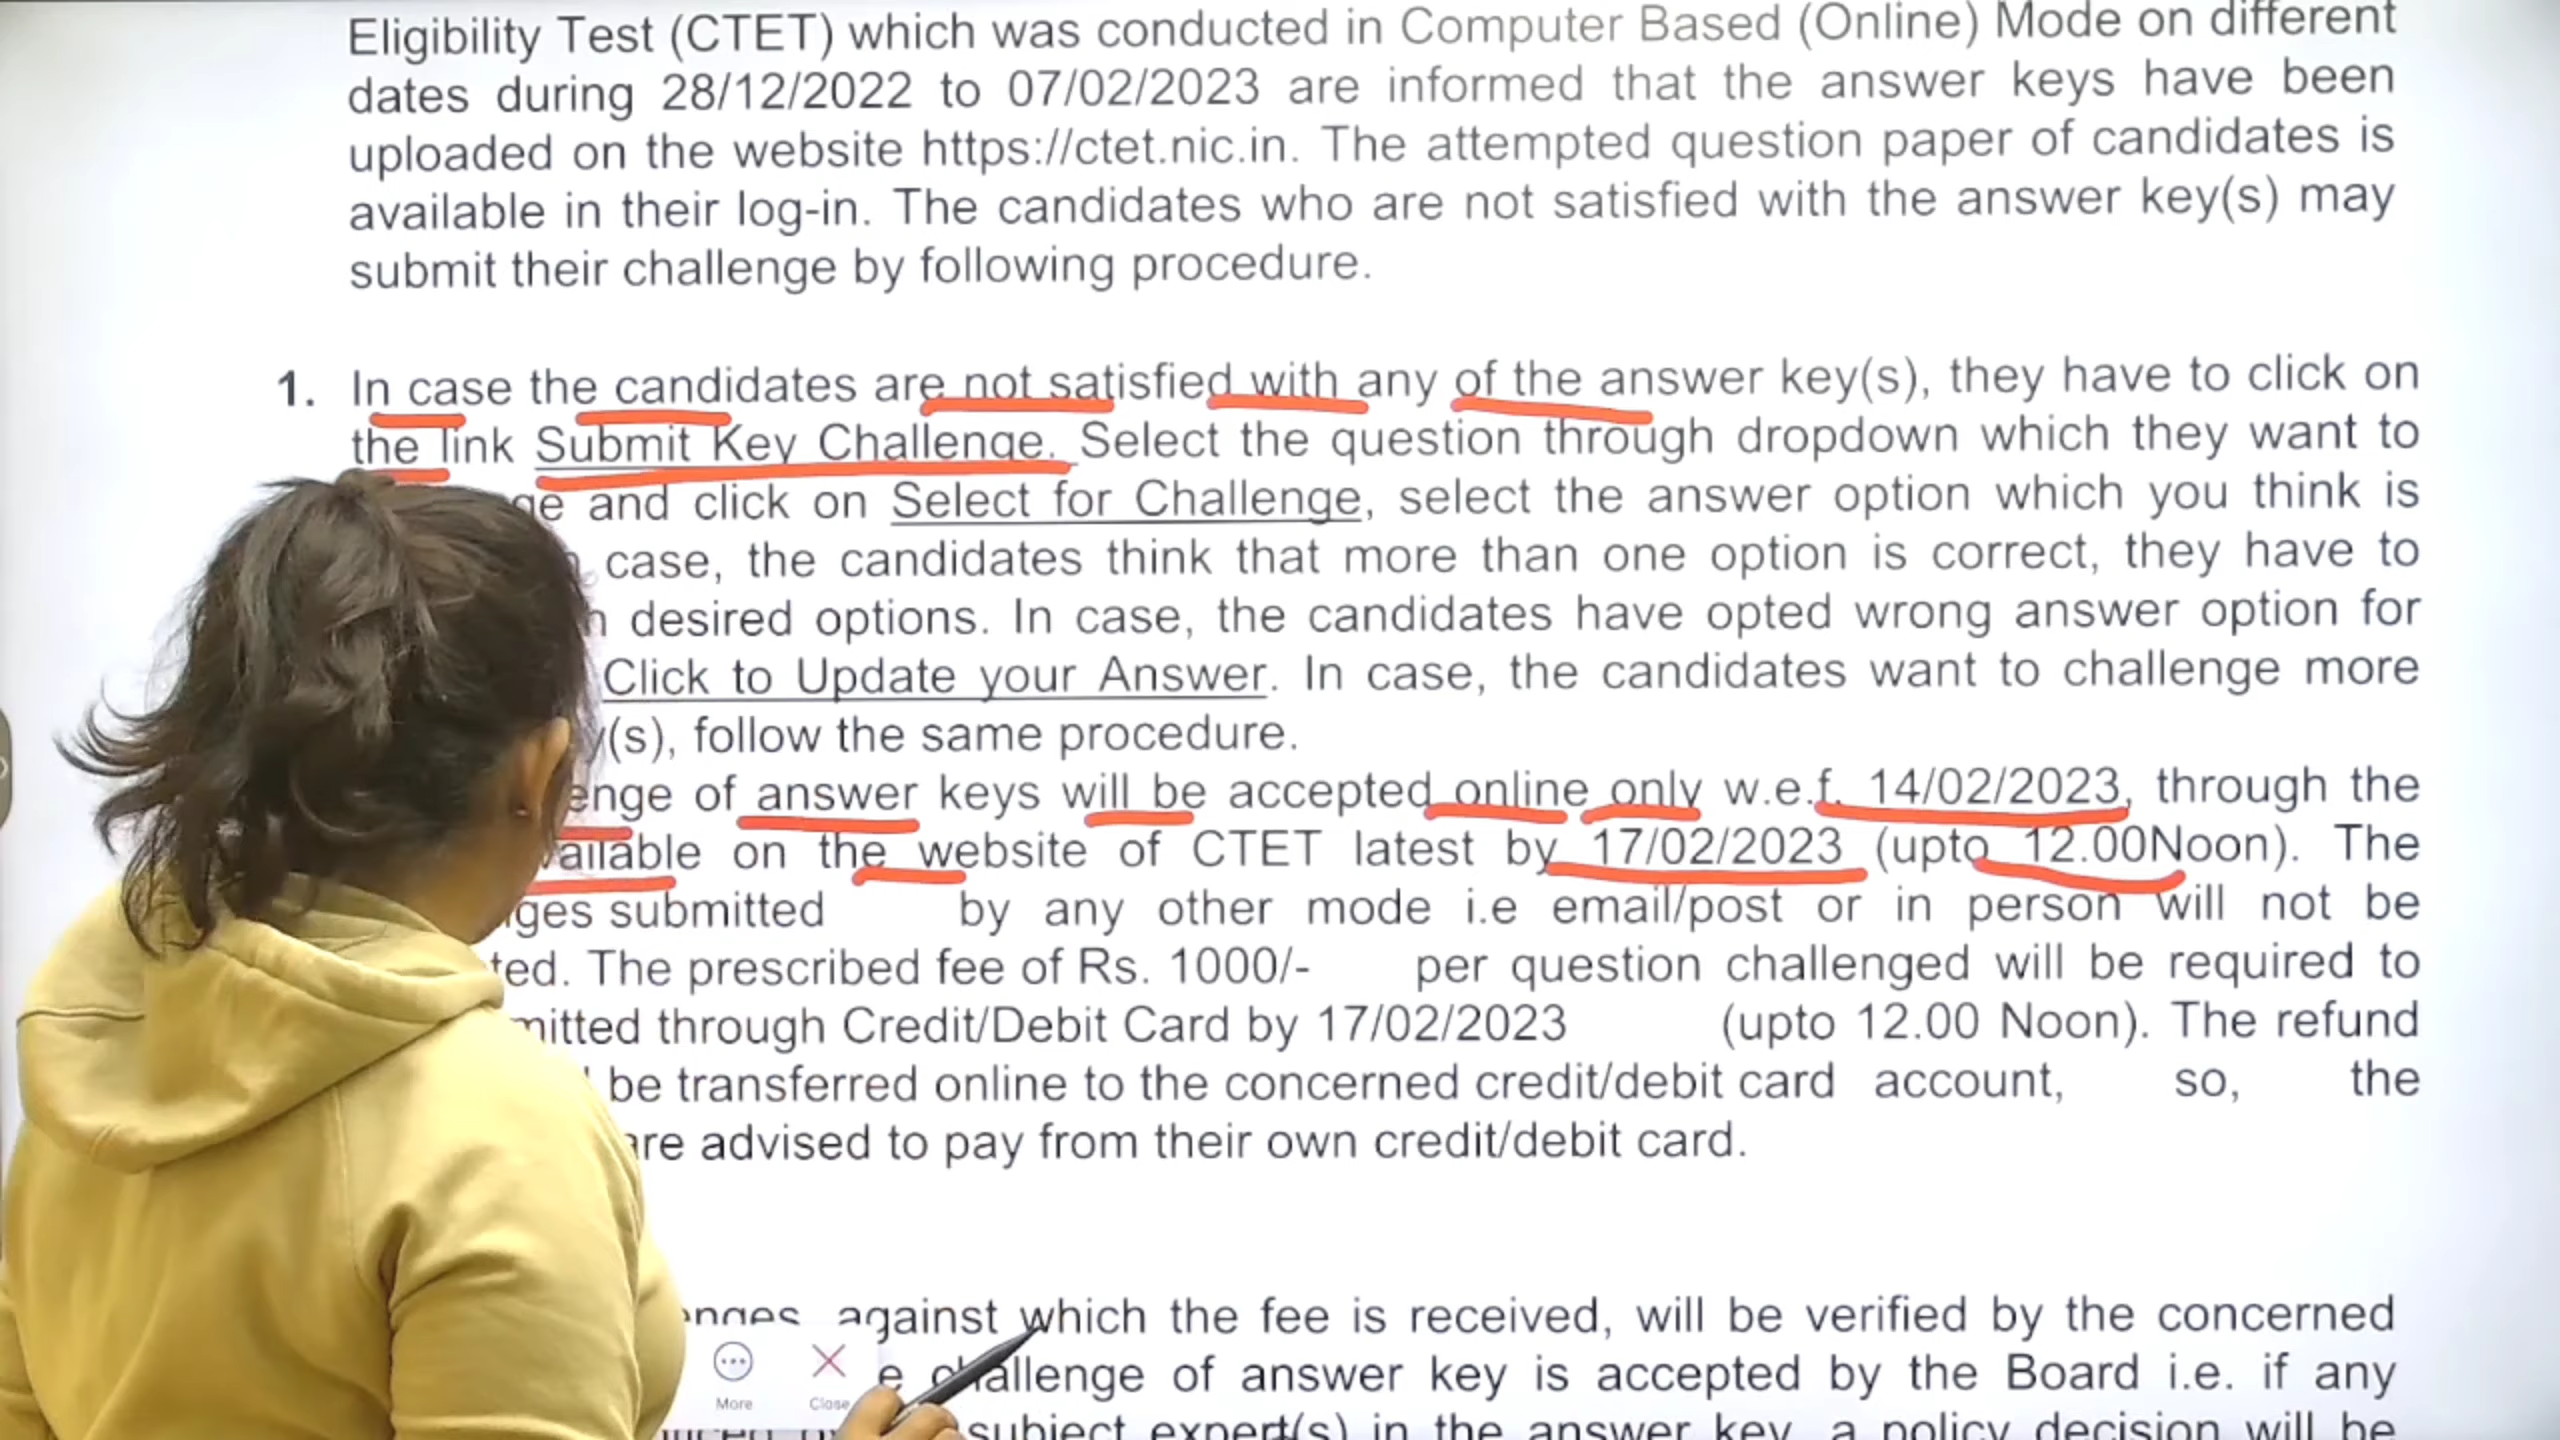 Eligibility Test (CTET) which was conducted in Computer Based (Online) Mode on different
dates during 28/12/2022 to 07/02/2023 are informed that the answer keys have been
uploaded on the website https://ctet.nic.in. The attempted question paper of candidates is
available in their log-in. The candidates who are not satisfied with the answer key(s) may
submit their challenge by following procedure.
1. In case the candidates are not satisfied with any of the answer key(s), they have to click on
the link Submit Key Challenge. Select the question through dropdown which they want to
and click on Select for Challenge, select the answer option which you think is
case, the candidates think that more than one option is correct, they have to
desired options. In case, the candidates have opted wrong answer option for
Click to Update your Answer. In case, the candidates want to challenge more
(s), follow the same procedure.
of answer keys will be accepted online only w.e.f. 14/02/2023, through the
on the website of CTET latest by 17/02/2023 (upto 12.00Noon). The
submitted by any other mode i.e email/post or in person will not be
The prescribed fee of Rs. 1000/- per question challenged will be required to
through Credit/Debit Card by 17/02/2023 (upto 12.00 Noon). The refund
be transferred online to the concerned credit/debit card account, so, the
are advised to pay from their own credit/debit card.
against which the fee is received, will be verified by the concerned
challenge of answer key is accepted by the Board i.e. if any
subject expert(s) in the answer key, a policy decision will be
More
Close